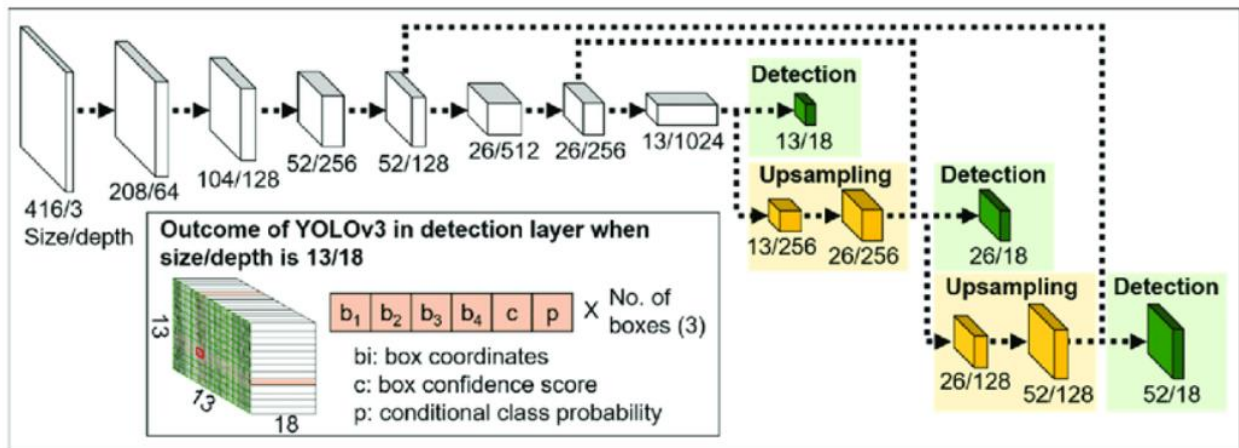 416/3
Size/depth
208/64
104/128
52/256
52/128
26/512
26/256
13/1024
Detection
13/18
Upsampling
13/256
26/256
Detection
26/18
Upsampling
26/128
52/128
Detection
52/18
Outcome of YOLOv3 in detection layer when
size/depth is 13/18
13
13
18
b1 b2 b3 b4 c p X No. of
boxes (3)
bi: box coordinates
c: box confidence score
p: conditional class probability